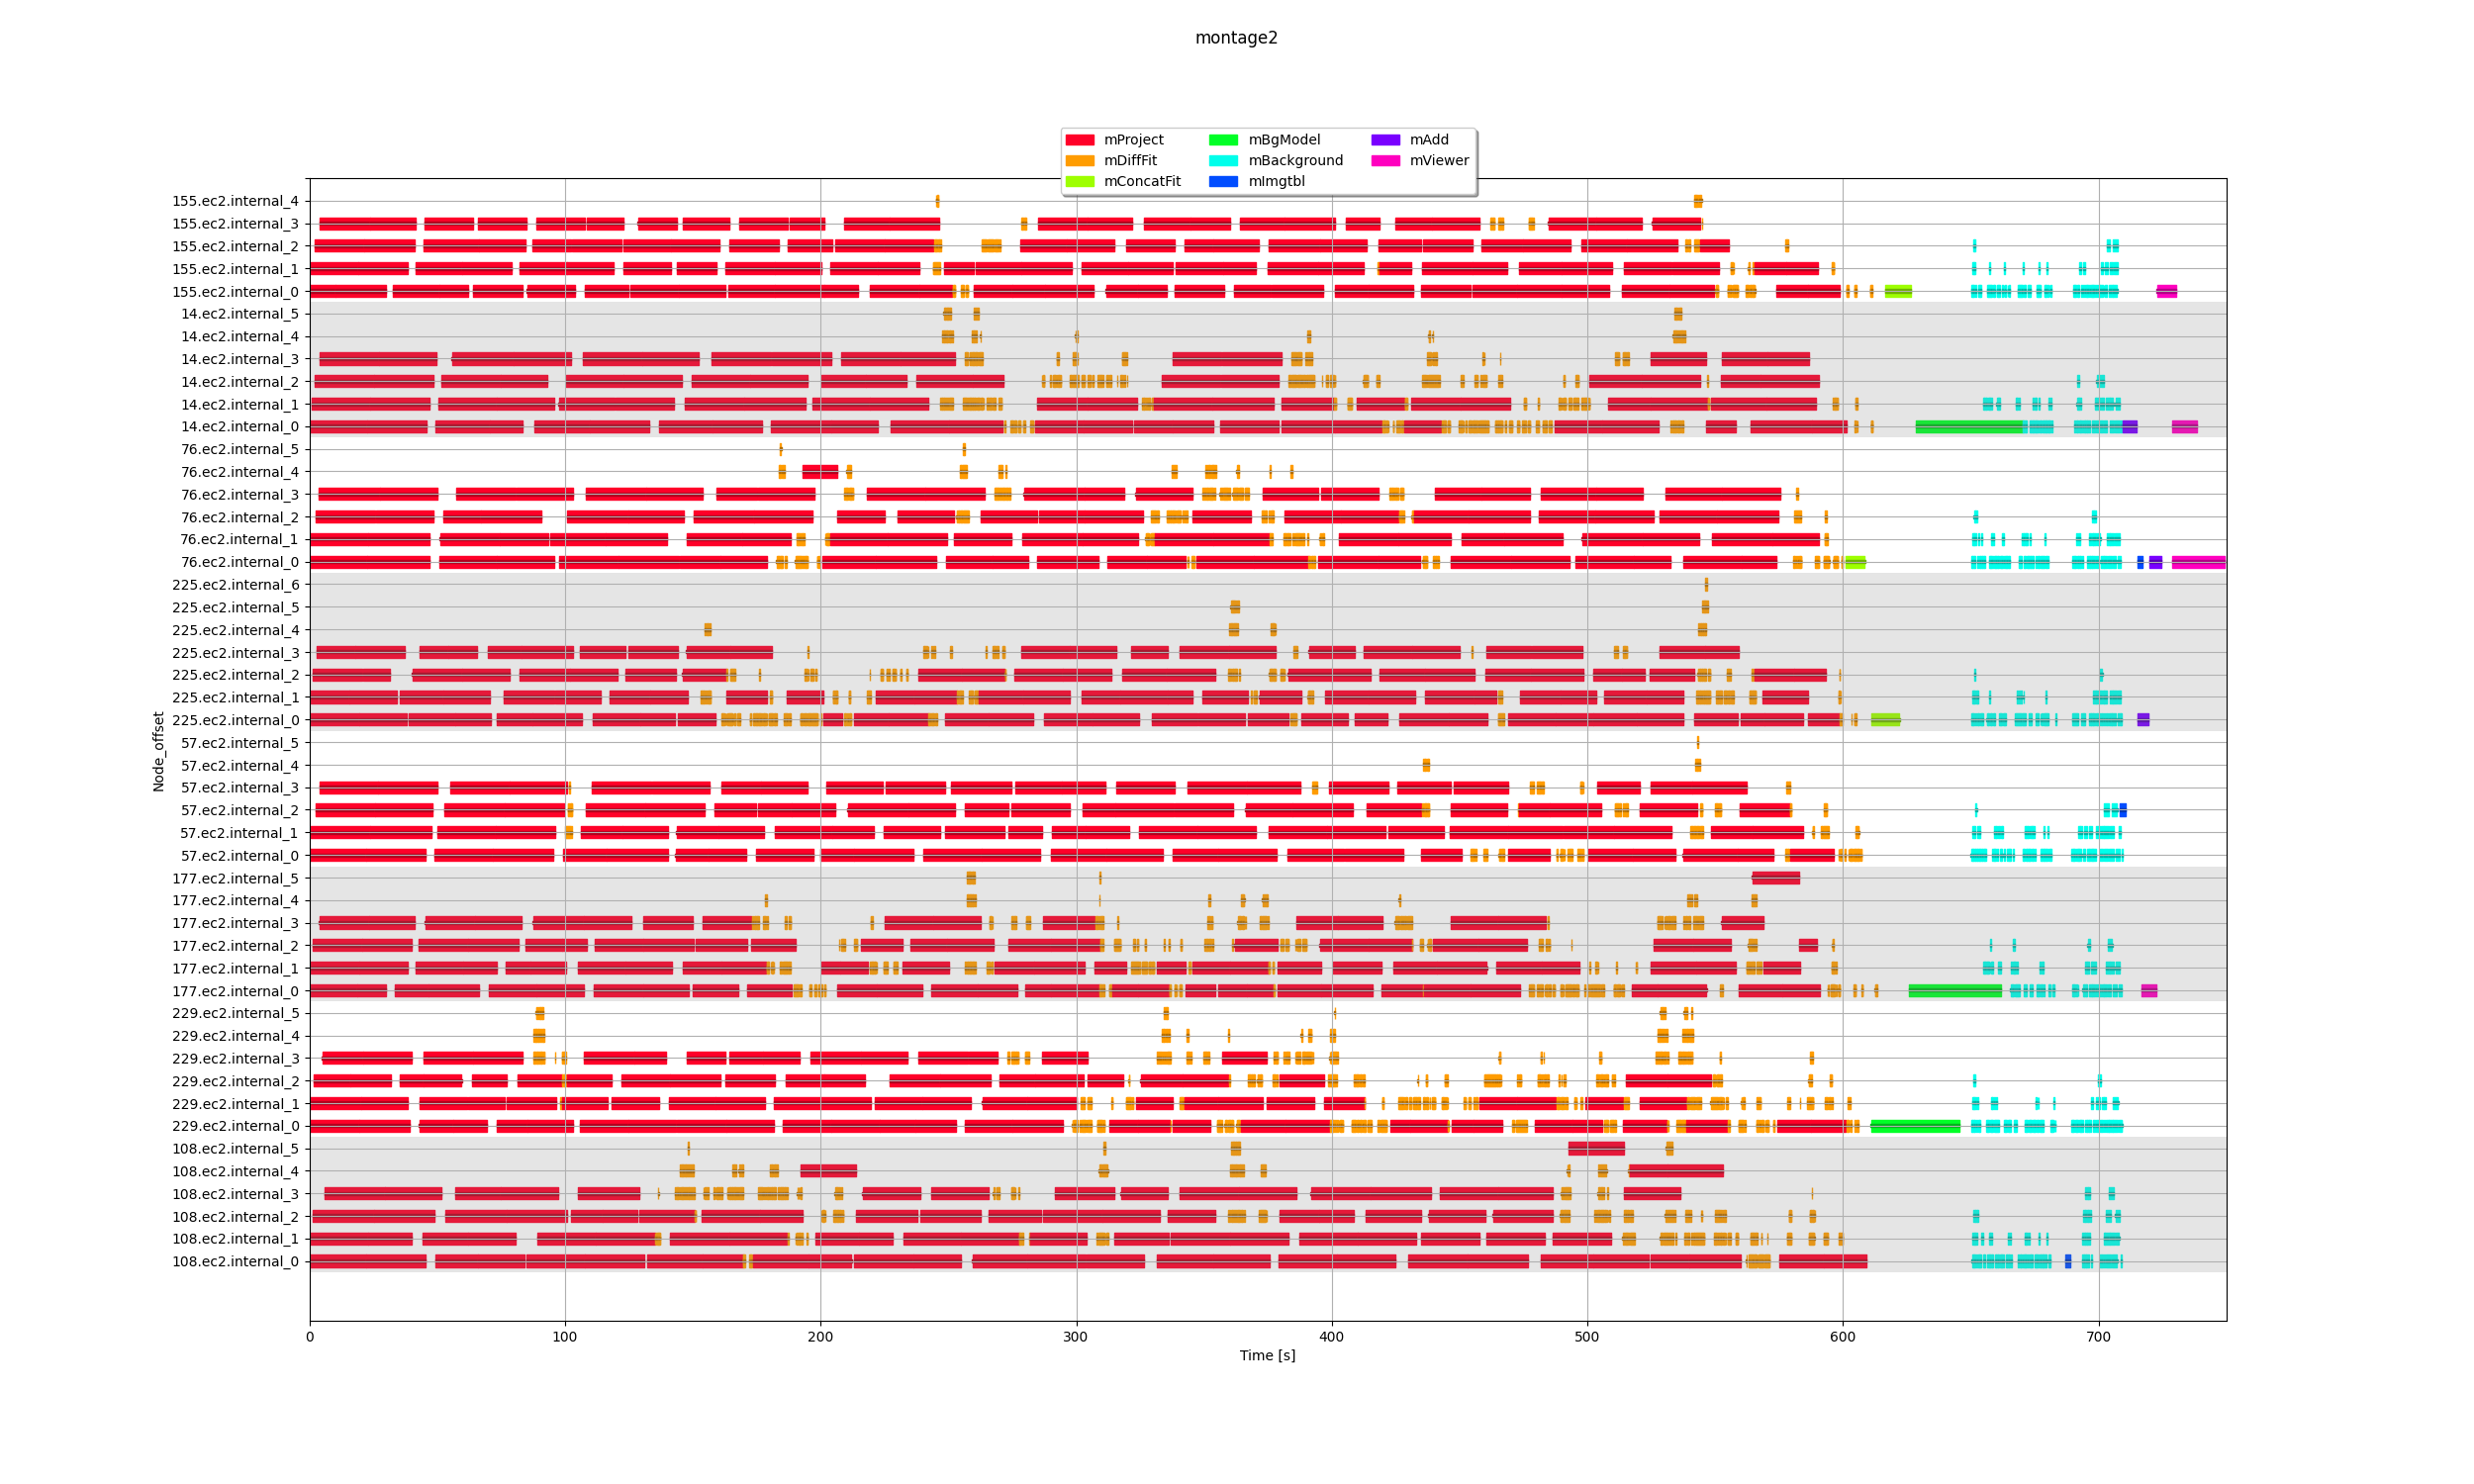 montage2
mProject
mDiffFit
mConcatFit
mBgModel
mBackground
mImgtbl
mAdd
mViewer
155.ec2.internal_4
155.ec2.internal_3
155.ec2.internal_2
155.ec2.internal_1
155.ec2.internal_0
14.ec2.internal_5
14.ec2.internal_4
14.ec2.internal_3
14.ec2.internal_2
14.ec2.internal_1
14.ec2.internal_0
76.ec2.internal_5
76.ec2.internal_4
76.ec2.internal_3
76.ec2.internal_2
76.ec2.internal_1
76.ec2.internal_0
225.ec2.internal_6
225.ec2.internal_5
225.ec2.internal_4
225.ec2.internal_3
225.ec2.internal_2
225.ec2.internal_1
225.ec2.internal_0
57.ec2.internal_5
57.ec2.internal_4
57.ec2.internal_3
57.ec2.internal_2
57.ec2.internal_1
57.ec2.internal_0
177.ec2.internal_5
177.ec2.internal_4
177.ec2.internal_3
177.ec2.internal_2
177.ec2.internal_1
177.ec2.internal_0
229.ec2.internal_5
229.ec2.internal_4
229.ec2.internal_3
229.ec2.internal_2
229.ec2.internal_1
229.ec2.internal_0
108.ec2.internal_5
108.ec2.internal_4
108.ec2.internal_3
108.ec2.internal_2
108.ec2.internal_1
108.ec2.internal_0
Node_offset
0 100 200 300 400 500 600 700
Time [s]